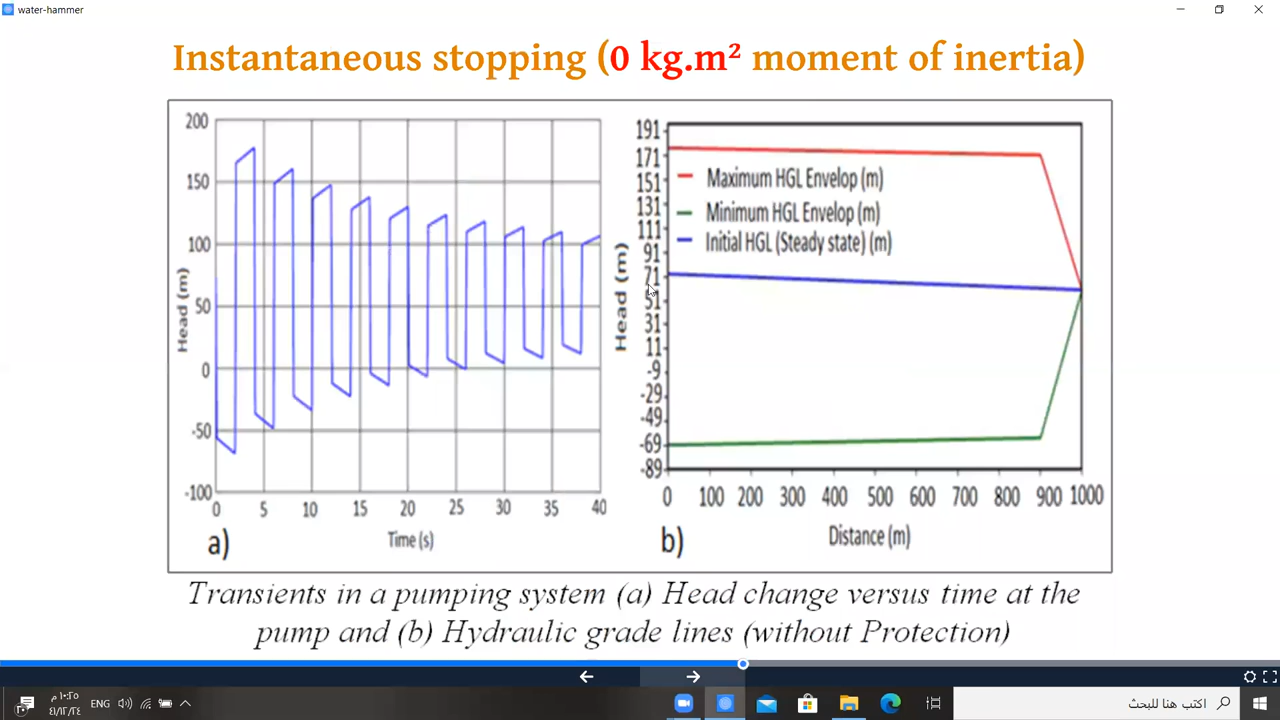 water-hammer
Instantaneous stopping (0 kg.m² moment of inertia)
200
150
100
50
0
-50
-100
Head (m)
0 5 10 15 20 25 30 35 40
a)
Time (s)
191
171
151
131
111
91
71
51
31
11
-9
-29
-49
-69
-89
Head (m)
Maximum HGL Envelop (m)
Minimum HGL Envelop (m)
Initial HGL (Steady state) (m)
0 100 200 300 400 500 600 700 800 900 1000
b)
Distance (m)
Transients in a pumping system (a) Head change versus time at the
pump and (b) Hydraulic grade lines (without Protection)
ENG
اكتب هنا للبحث